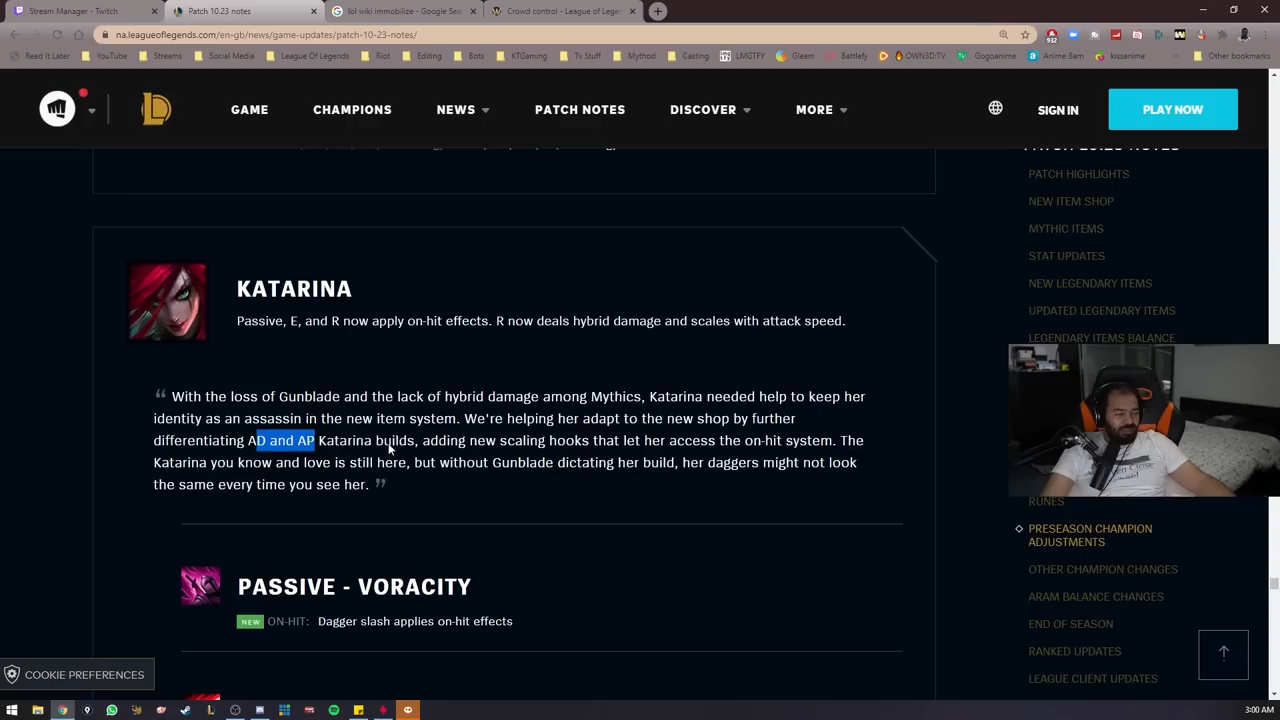 Stream Manager - Twitch
Patch 10.23 notes
lol wiki immobilize - Google Sea
Crowd control - League of Legen
na.leagueoflegends.com/en-gb/news/game-updates/patch-10-23-notes/
932
Read It Later
YouTube
Streams
Social Media
League Of Legends
Riot
Editing
Bots
KTGaming
Tv Stuff
Mythod
Casting
LMGTFY
Gleam
Battlefy
OWN3D:TV
Gogoanime
Anime Bam
kissanime
Other bookmarks
GAME
CHAMPIONS
NEWS
PATCH NOTES
DISCOVER
MORE
SIGN IN
PLAY NOW
PATCH HIGHLIGHTS
NEW ITEM SHOP
MYTHIC ITEMS
STAT UPDATES
NEW LEGENDARY ITEMS
UPDATED LEGENDARY ITEMS
LEGENDARY ITEMS BALANCE
KATARINA
Passive, E, and R now apply on-hit effects. R now deals hybrid damage and scales with attack speed.
“ With the loss of Gunblade and the lack of hybrid damage among Mythics, Katarina needed help to keep her
identity as an assassin in the new item system. We're helping her adapt to the new shop by further
differentiating AD and AP Katarina builds, adding new scaling hooks that let her access the on-hit system. The
Katarina you know and love is still here, but without Gunblade dictating her build, her daggers might not look
the same every time you see her. ”
RUNES
PRESEASON CHAMPION
ADJUSTMENTS
OTHER CHAMPION CHANGES
ARAM BALANCE CHANGES
END OF SEASON
RANKED UPDATES
LEAGUE CLIENT UPDATES
PASSIVE - VORACITY
NEW ON-HIT: Dagger slash applies on-hit effects
COOKIE PREFERENCES
3:00 AM